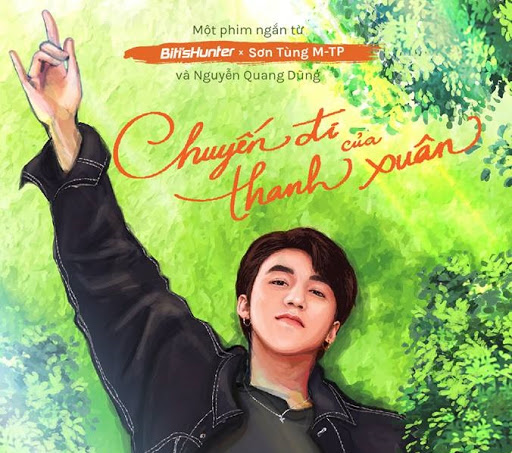 Một phim ngắn từ
Biti'sHunter × Sơn Tùng M-TP
và Nguyễn Quang Dũng
Chuyến đi
của
thanh xuân